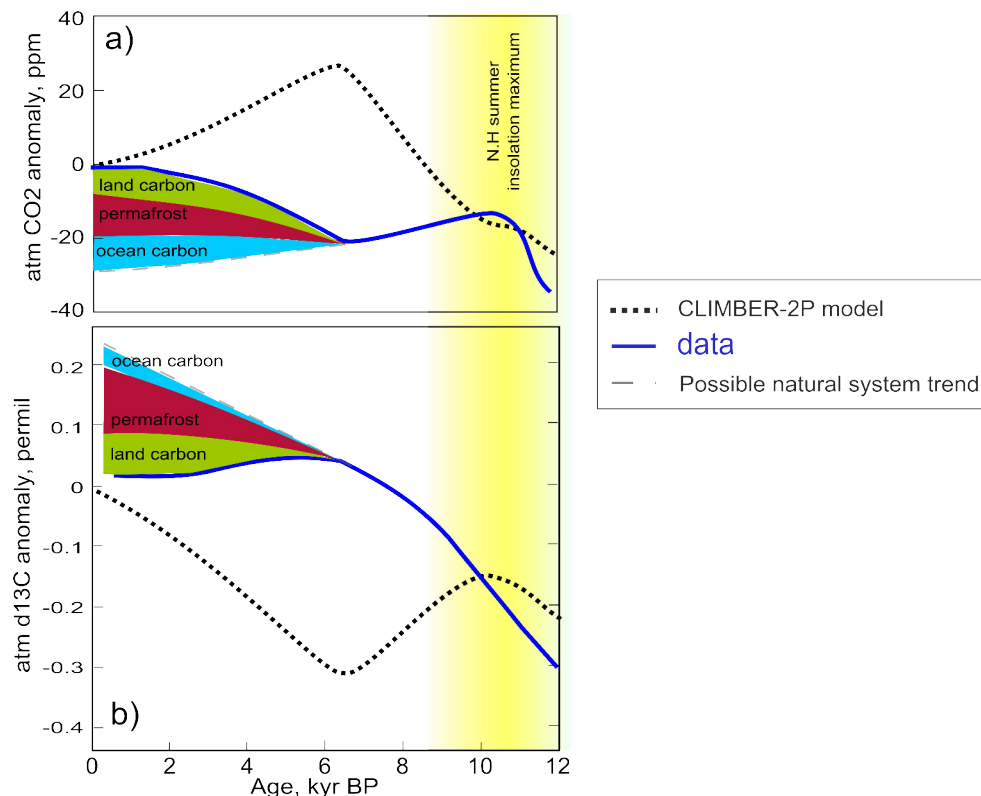 a)
atm CO2 anomaly, ppm
40
20
0
-20
-40
N.H summer
insolation maximum
land carbon
permafrost
ocean carbon
b)
atm d13C anomaly, permil
0.2
0.1
0
-0.1
-0.2
-0.3
-0.4
ocean carbon
permafrost
land carbon
0 2 4 6 8 10 12
Age, kyr BP
CLIMBER-2P model
data
Possible natural system trend